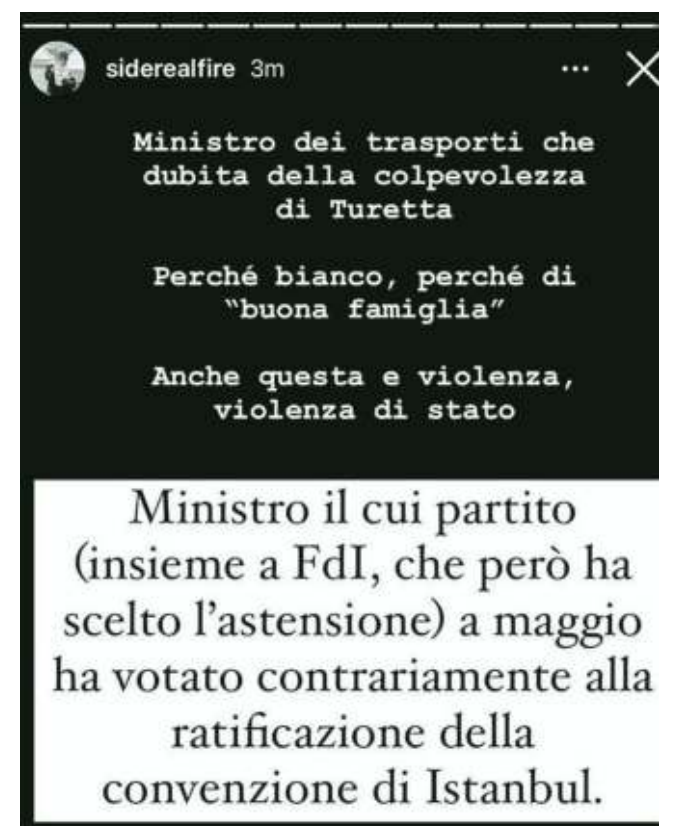 siderealfire 3m
Ministro dei trasporti che
dubita della colpevolezza
di Turetta
Perché bianco, perché di
“buona famiglia”
Anche questa e violenza,
violenza di stato
Ministro il cui partito
(insieme a FdI, che però ha
scelto l’astensione) a maggio
ha votato contrariamente alla
ratificazione della
convenzione di Istanbul.